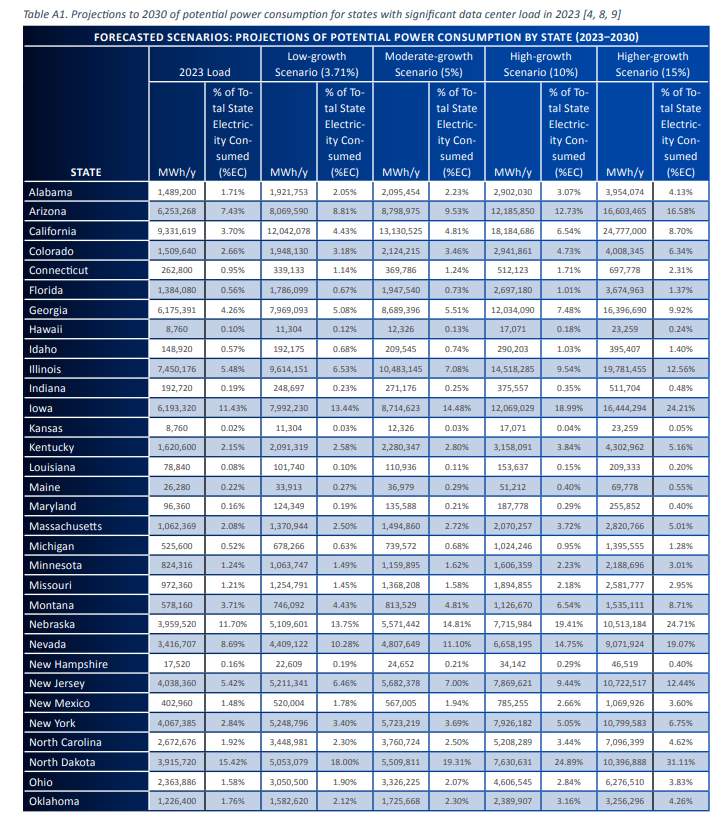 Table A1. Projections to 2030 of potential power consumption for states with significant data center load in 2023 [4, 8, 9]
FORECASTED SCENARIOS: PROJECTIONS OF POTENTIAL POWER CONSUMPTION BY STATE (2023–2030)
STATE
2023 Load
Low-growth
Scenario (3.71%)
Moderate-growth
Scenario (5%)
High-growth
Scenario (10%)
Higher-growth
Scenario (15%)
MWh/y
% of To-
tal State
Electric-
ity Con-
sumed
(%EC)
MWh/y
% of To-
tal State
Electric-
ity Con-
sumed
(%EC)
MWh/y
% of To-
tal State
Electric-
ity Con-
sumed
(%EC)
MWh/y
% of To-
tal State
Electric-
ity Con-
sumed
(%EC)
MWh/y
% of To-
tal State
Electric-
ity Con-
sumed
(%EC)
Alabama 1,489,200 1.71% 1,921,753 2.05% 2,095,454 2.23% 2,902,030 3.07% 3,954,074 4.13%
Arizona 6,253,268 7.43% 8,069,590 8.81% 8,798,975 9.53% 12,185,850 12.73% 16,603,465 16.58%
California 9,331,619 3.70% 12,042,078 4.43% 13,130,525 4.81% 18,184,686 6.54% 24,777,000 8.70%
Colorado 1,509,640 2.66% 1,948,130 3.18% 2,124,215 3.46% 2,941,861 4.73% 4,008,345 6.34%
Connecticut 262,800 0.95% 339,133 1.14% 369,786 1.24% 512,123 1.71% 697,778 2.31%
Florida 1,384,080 0.56% 1,786,099 0.67% 1,947,540 0.73% 2,697,180 1.01% 3,674,963 1.37%
Georgia 6,175,391 4.26% 7,969,093 5.08% 8,689,396 5.51% 12,034,090 7.48% 16,396,690 9.92%
Hawaii 8,760 0.10% 11,304 0.12% 12,326 0.13% 17,071 0.18% 23,259 0.24%
Idaho 148,920 0.57% 192,175 0.68% 209,545 0.74% 290,203 1.03% 395,407 1.40%
Illinois 7,450,176 5.48% 9,614,151 6.53% 10,483,145 7.08% 14,518,285 9.54% 19,781,455 12.56%
Indiana 192,720 0.19% 248,697 0.23% 271,176 0.25% 375,557 0.35% 511,704 0.48%
Iowa 6,193,320 11.43% 7,992,230 13.44% 8,714,623 14.48% 12,069,029 18.99% 16,444,294 24.21%
Kansas 8,760 0.02% 11,304 0.03% 12,326 0.03% 17,071 0.04% 23,259 0.05%
Kentucky 1,620,600 2.15% 2,091,319 2.58% 2,280,347 2.80% 3,158,091 3.84% 4,302,962 5.16%
Louisiana 78,840 0.08% 101,740 0.10% 110,936 0.11% 153,637 0.15% 209,333 0.20%
Maine 26,280 0.22% 33,913 0.27% 36,979 0.29% 51,212 0.40% 69,778 0.55%
Maryland 96,360 0.16% 124,349 0.19% 135,588 0.21% 187,778 0.29% 255,852 0.40%
Massachusetts 1,062,369 2.08% 1,370,944 2.50% 1,494,860 2.72% 2,070,257 3.72% 2,820,766 5.01%
Michigan 525,600 0.52% 678,266 0.63% 739,572 0.68% 1,024,246 0.95% 1,395,555 1.28%
Minnesota 824,316 1.24% 1,063,747 1.49% 1,159,895 1.62% 1,606,359 2.23% 2,188,696 3.01%
Missouri 972,360 1.21% 1,254,791 1.45% 1,368,208 1.58% 1,894,855 2.18% 2,581,777 2.95%
Montana 578,160 3.71% 746,092 4.43% 813,529 4.81% 1,126,670 6.54% 1,535,111 8.71%
Nebraska 3,959,520 11.70% 5,109,601 13.75% 5,571,442 14.81% 7,715,984 19.41% 10,513,184 24.71%
Nevada 3,416,707 8.69% 4,409,122 10.28% 4,807,649 11.10% 6,658,195 14.75% 9,071,924 19.07%
New Hampshire 17,520 0.16% 22,609 0.19% 24,652 0.21% 34,142 0.29% 46,519 0.40%
New Jersey 4,038,360 5.42% 5,211,341 6.46% 5,682,378 7.00% 7,869,621 9.44% 10,722,517 12.44%
New Mexico 402,960 1.48% 520,004 1.78% 567,005 1.94% 785,255 2.66% 1,069,926 3.60%
New York 4,067,385 2.84% 5,248,796 3.40% 5,723,219 3.69% 7,926,182 5.05% 10,799,583 6.75%
North Carolina 2,672,676 1.92% 3,448,981 2.30% 3,760,724 2.50% 5,208,289 3.44% 7,096,399 4.62%
North Dakota 3,915,720 15.42% 5,053,079 18.00% 5,509,811 19.31% 7,630,631 24.89% 10,396,888 31.11%
Ohio 2,363,886 1.58% 3,050,500 1.90% 3,326,225 2.07% 4,606,545 2.84% 6,276,510 3.83%
Oklahoma 1,226,400 1.76% 1,582,620 2.12% 1,725,668 2.30% 2,389,907 3.16% 3,256,296 4.26%